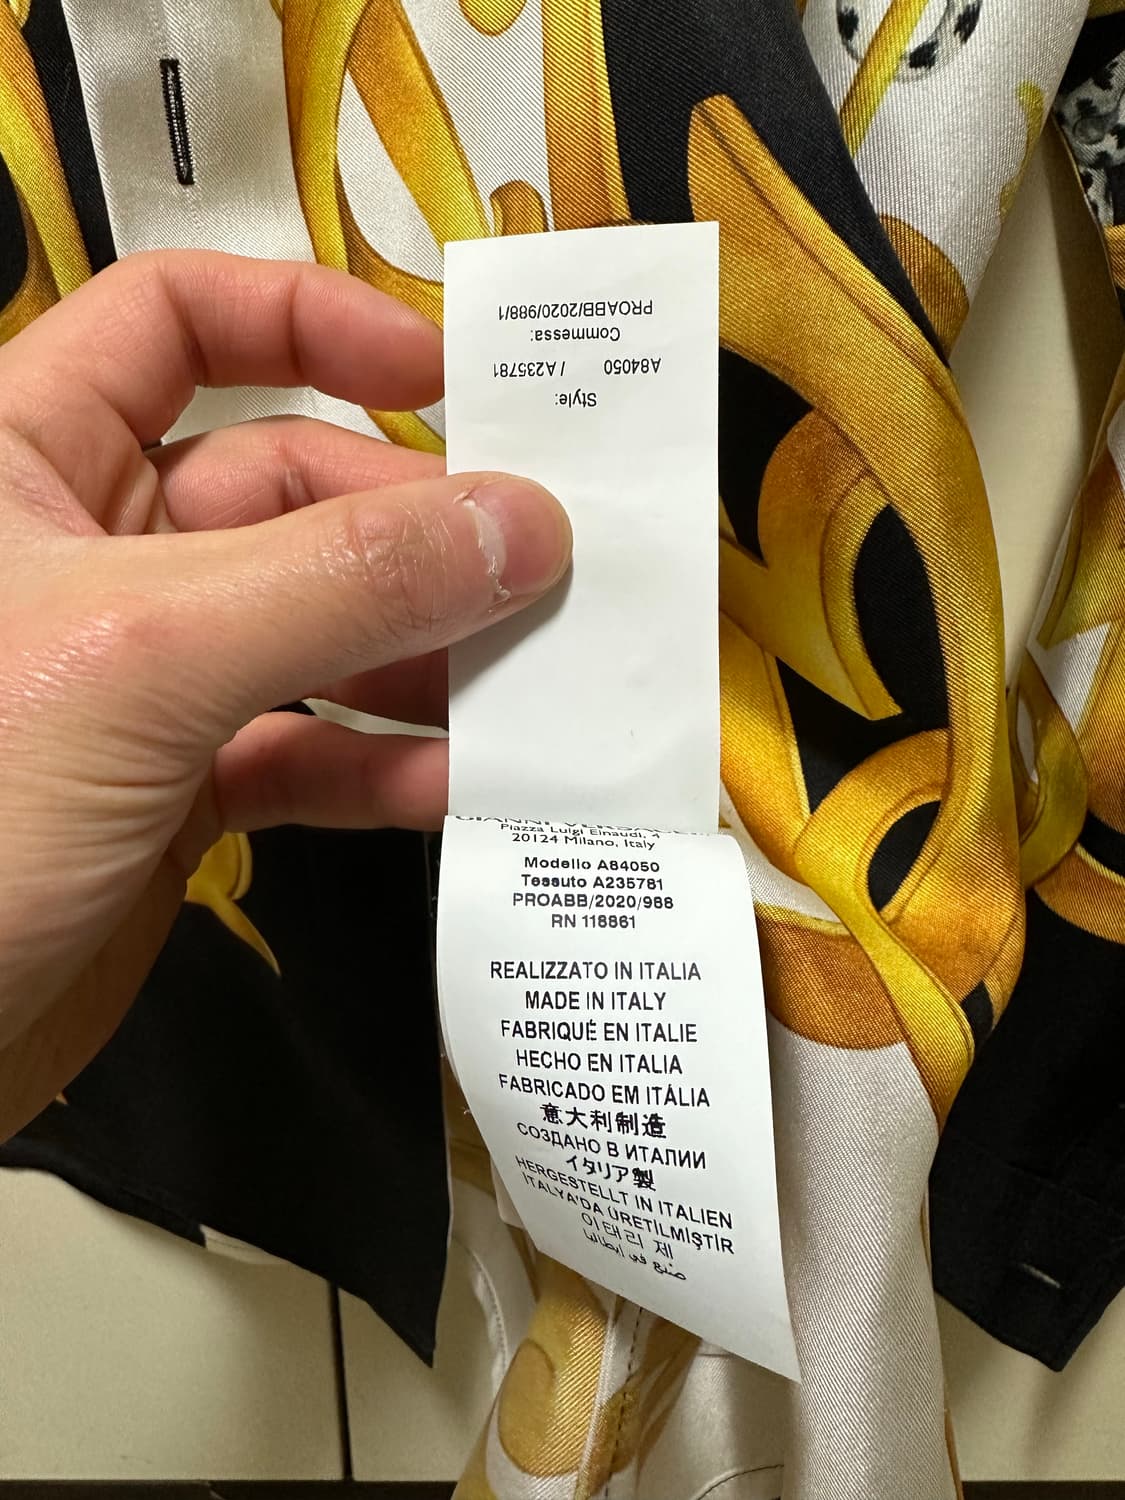 Style:
A84050 / A235781
Commessa:
PROABB/2020/988/1
Piazza Luigi Einaudi, 4
20124 Milano, Italy
Modello A84050
Tessuto A235781
PROABB/2020/988
RN 118861
REALIZZATO IN ITALIA
MADE IN ITALY
FABRIQUÉ EN ITALIE
HECHO EN ITALIA
FABRICADO EM ITÁLIA
意大利制造
СОЗДАНО В ИТАЛИИ
イタリア製
HERGESTELLT IN ITALIEN
ITALYA'DA ÜRETİLMİŞTİR
이태리 제
صنع في ايطاليا